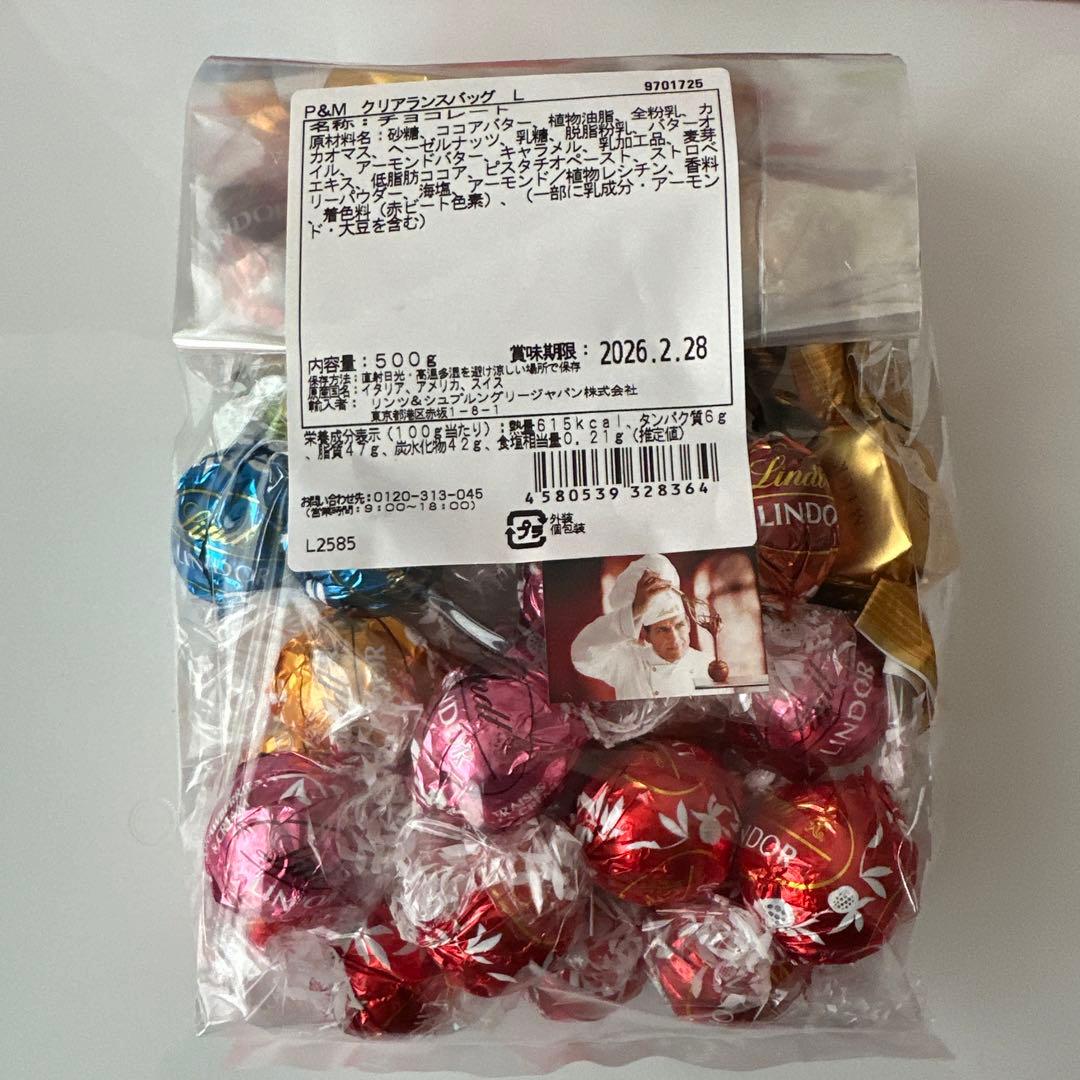 9701725
P&M クリアランスバッグ L
名称：チョコレート
原材料名：砂糖、ココアバター、植物油脂、全粉乳、カ
カオマス、ヘーゼルナッツ、乳糖、脱脂粉乳、バターオ
イル、アーモンドバター、キャラメル、乳加工品、麦芽
エキス、低脂肪ココア、ピスタチオペースト、ストロベ
リーパウダー、海塩、アーモンド／植物レシチン、香料
、着色料（赤ビート色素）、（一部に乳成分・アーモン
ド・大豆を含む）
内容量：５００ｇ 賞味期限： 2026.2.28
保存方法：直射日光・高温多湿を避け涼しい場所で保存
原産国名：イタリア、アメリカ、スイス
輸入者： リンツ&シュプルングリージャパン株式会社
東京都港区赤坂１－８－１
栄養成分表示（１００ｇ当たり）：熱量６１５ｋｃａｌ、タンパク質６ｇ
、脂質４７ｇ、炭水化物４２ｇ、食塩相当量０．２１ｇ（推定値）
4 580539 328364
お問い合わせ先：０１２０－３１３－０４５
（営業時間：９：００～１８：００）
プラ 外装
個包装
L2585
LINDOR
Lindt
LINDOR
Lindt
LINDO
LINDOR
LINDOR
NDOR